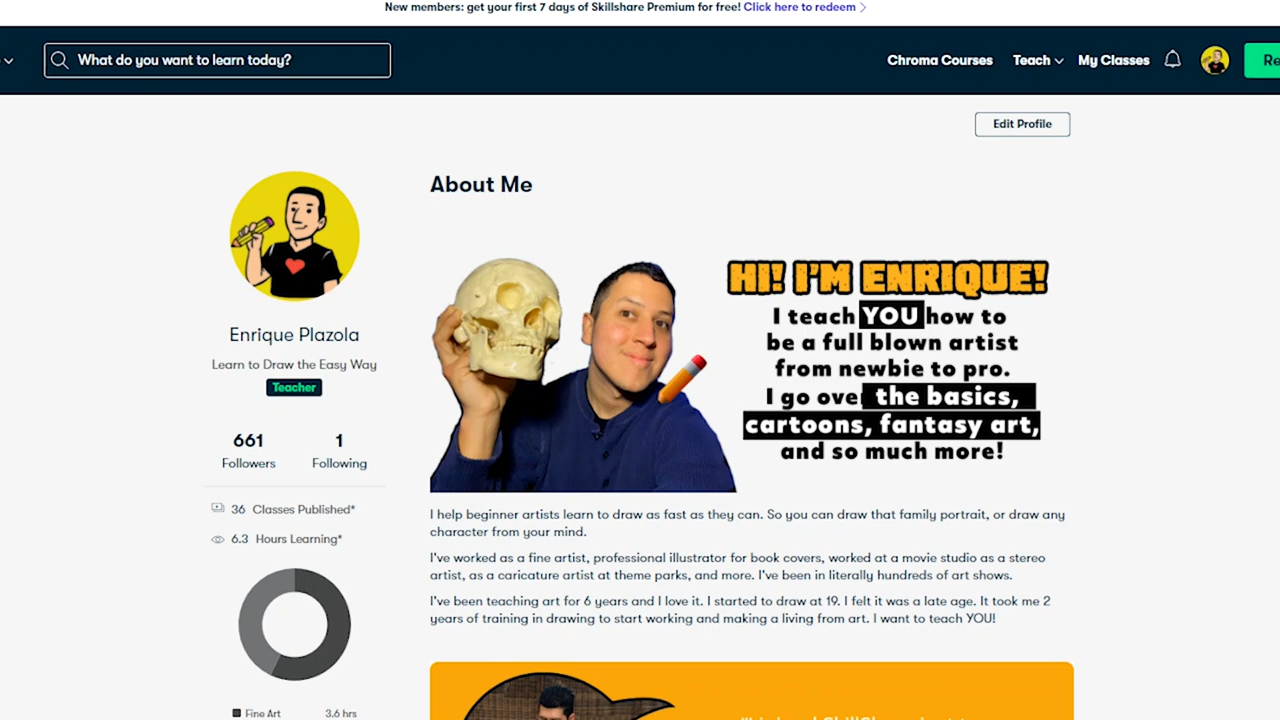 New members: get your first 7 days of Skillshare Premium for free! Click here to redeem
What do you want to learn today?
Chroma Courses
Teach
My Classes
Edit Profile
About Me
HI! I'M ENRIQUE!
I teach YOU how to
be a full blown artist
from newbie to pro.
I go over the basics,
cartoons, fantasy art,
and so much more!
Enrique Plazola
Learn to Draw the Easy Way
Teacher
661 1
Followers Following
36 Classes Published*
6.3 Hours Learning*
Fine Art 3.6 hrs
I help beginner artists learn to draw as fast as they can. So you can draw that family portrait, or draw any
character from your mind.
I've worked as a fine artist, professional illustrator for book covers, worked at a movie studio as a stereo
artist, as a caricature artist at theme parks, and more. I've been in literally hundreds of art shows.
I've been teaching art for 6 years and I love it. I started to draw at 19. I felt it was a late age. It took me 2
years of training in drawing to start working and making a living from art. I want to teach YOU!